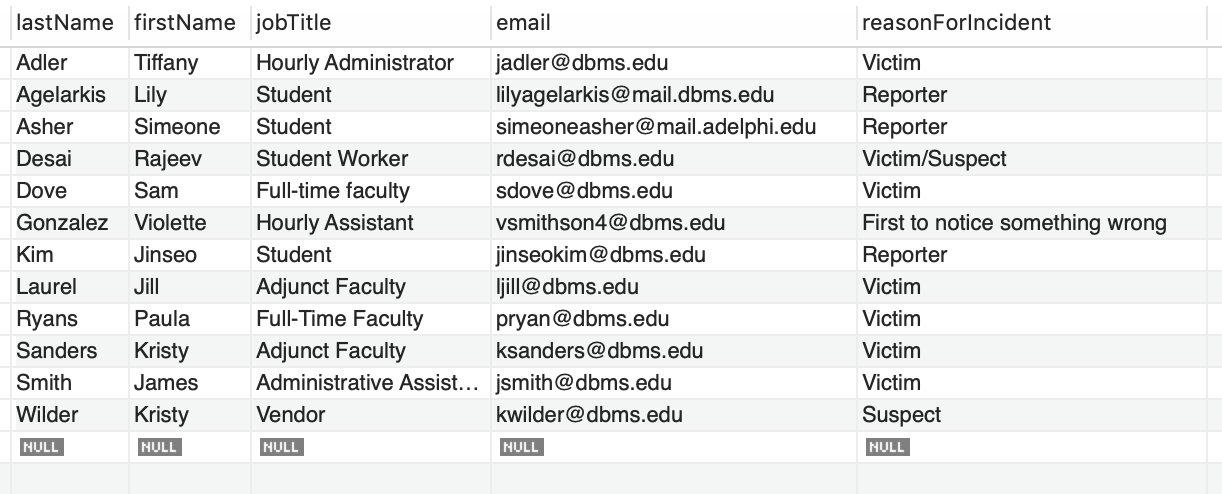 lastName firstName jobTitle email reasonForIncident
Adler Tiffany Hourly Administrator jadler@dbms.edu Victim
Agelarkis Lily Student lilyagelarkis@mail.dbms.edu Reporter
Asher Simeone Student simeoneasher@mail.adelphi.edu Reporter
Desai Rajeev Student Worker rdesai@dbms.edu Victim/Suspect
Dove Sam Full-time faculty sdove@dbms.edu Victim
Gonzalez Violette Hourly Assistant vsmithson4@dbms.edu First to notice something wrong
Kim Jinseo Student jinseokim@dbms.edu Reporter
Laurel Jill Adjunct Faculty ljill@dbms.edu Victim
Ryans Paula Full-Time Faculty pryan@dbms.edu Victim
Sanders Kristy Adjunct Faculty ksanders@dbms.edu Victim
Smith James Administrative Assist... jsmith@dbms.edu Victim
Wilder Kristy Vendor kwilder@dbms.edu Suspect
NULL NULL NULL NULL NULL